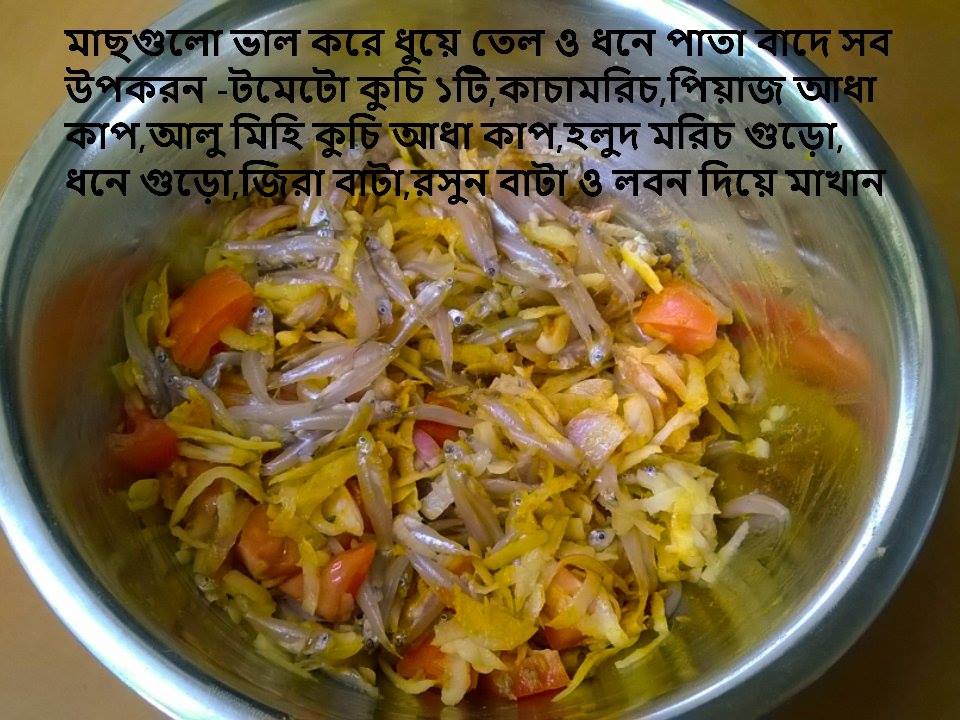 মাছগুলো ভাল করে ধুয়ে তেল ও ধনে পাতা বাদে সব
উপকরন -টমেটো কুচি ১টি,কাচামরিচ,পিয়াজ আধা
কাপ,আলু মিহি কুচি আধা কাপ,হলুদ মরিচ গুড়ো,
ধনে গুড়ো,জিরা বাটা,রসুন বাটা ও লবন দিয়ে মাখান